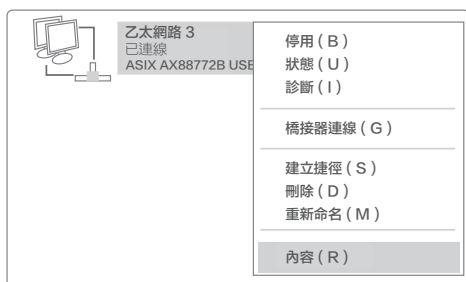 乙太網路 3
已連線
ASIX AX88772B USB
停用 ( B )
狀態 ( U )
診斷 ( I )
橋接器連線 ( G )
建立捷徑 ( S )
刪除 ( D )
重新命名 ( M )
內容 ( R )